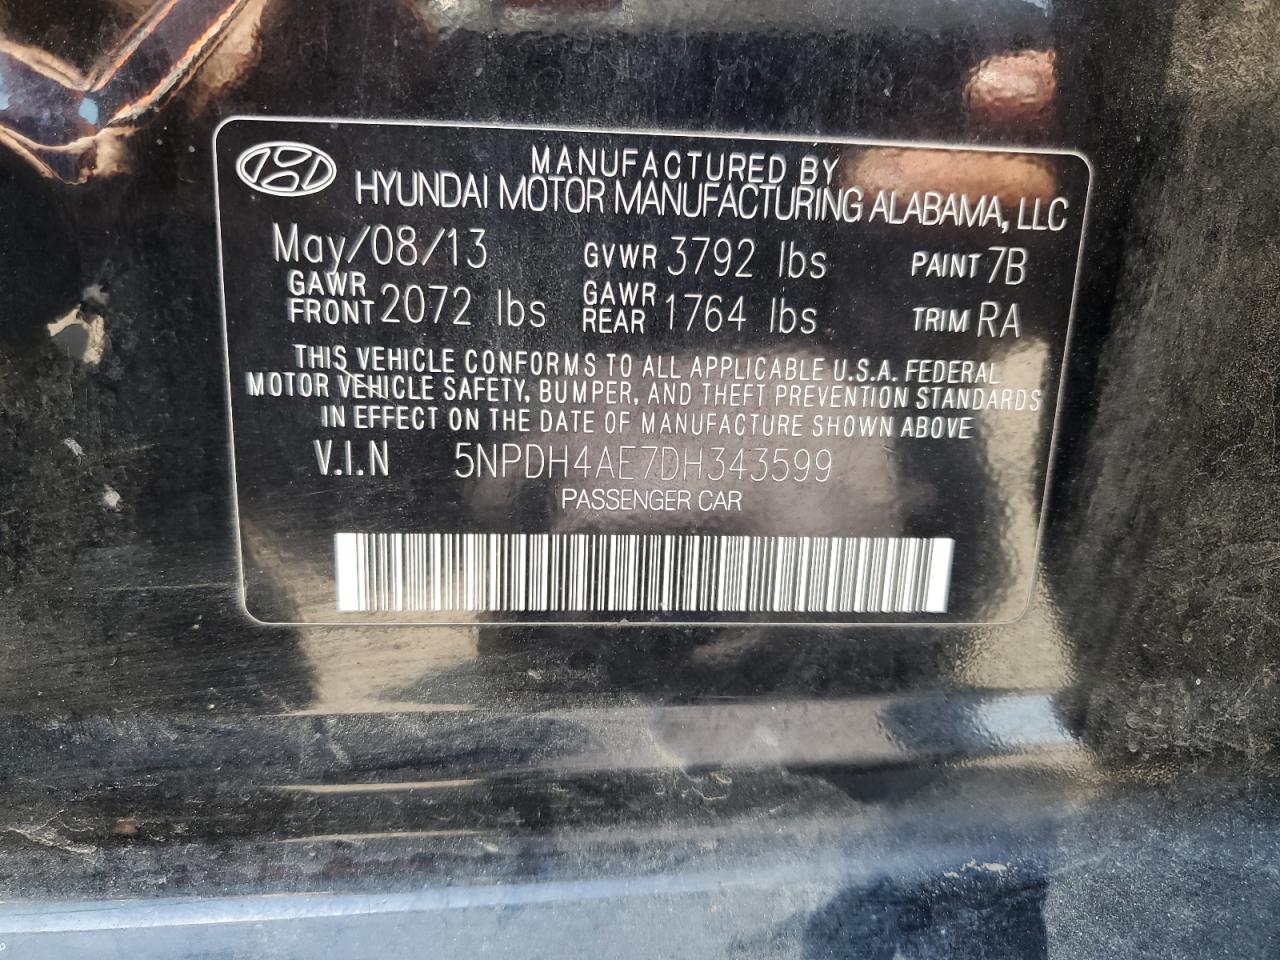 MANUFACTURED BY
HYUNDAI MOTOR MANUFACTURING ALABAMA, LLC
May/08/13 GVWR 3792 lbs PAINT 7B
GAWR FRONT 2072 lbs GAWR REAR 1764 lbs TRIM RA
THIS VEHICLE CONFORMS TO ALL APPLICABLE U.S.A. FEDERAL
MOTOR VEHICLE SAFETY, BUMPER, AND THEFT PREVENTION STANDARDS
IN EFFECT ON THE DATE OF MANUFACTURE SHOWN ABOVE
V.I.N 5NPDH4AE7DH343599
PASSENGER CAR